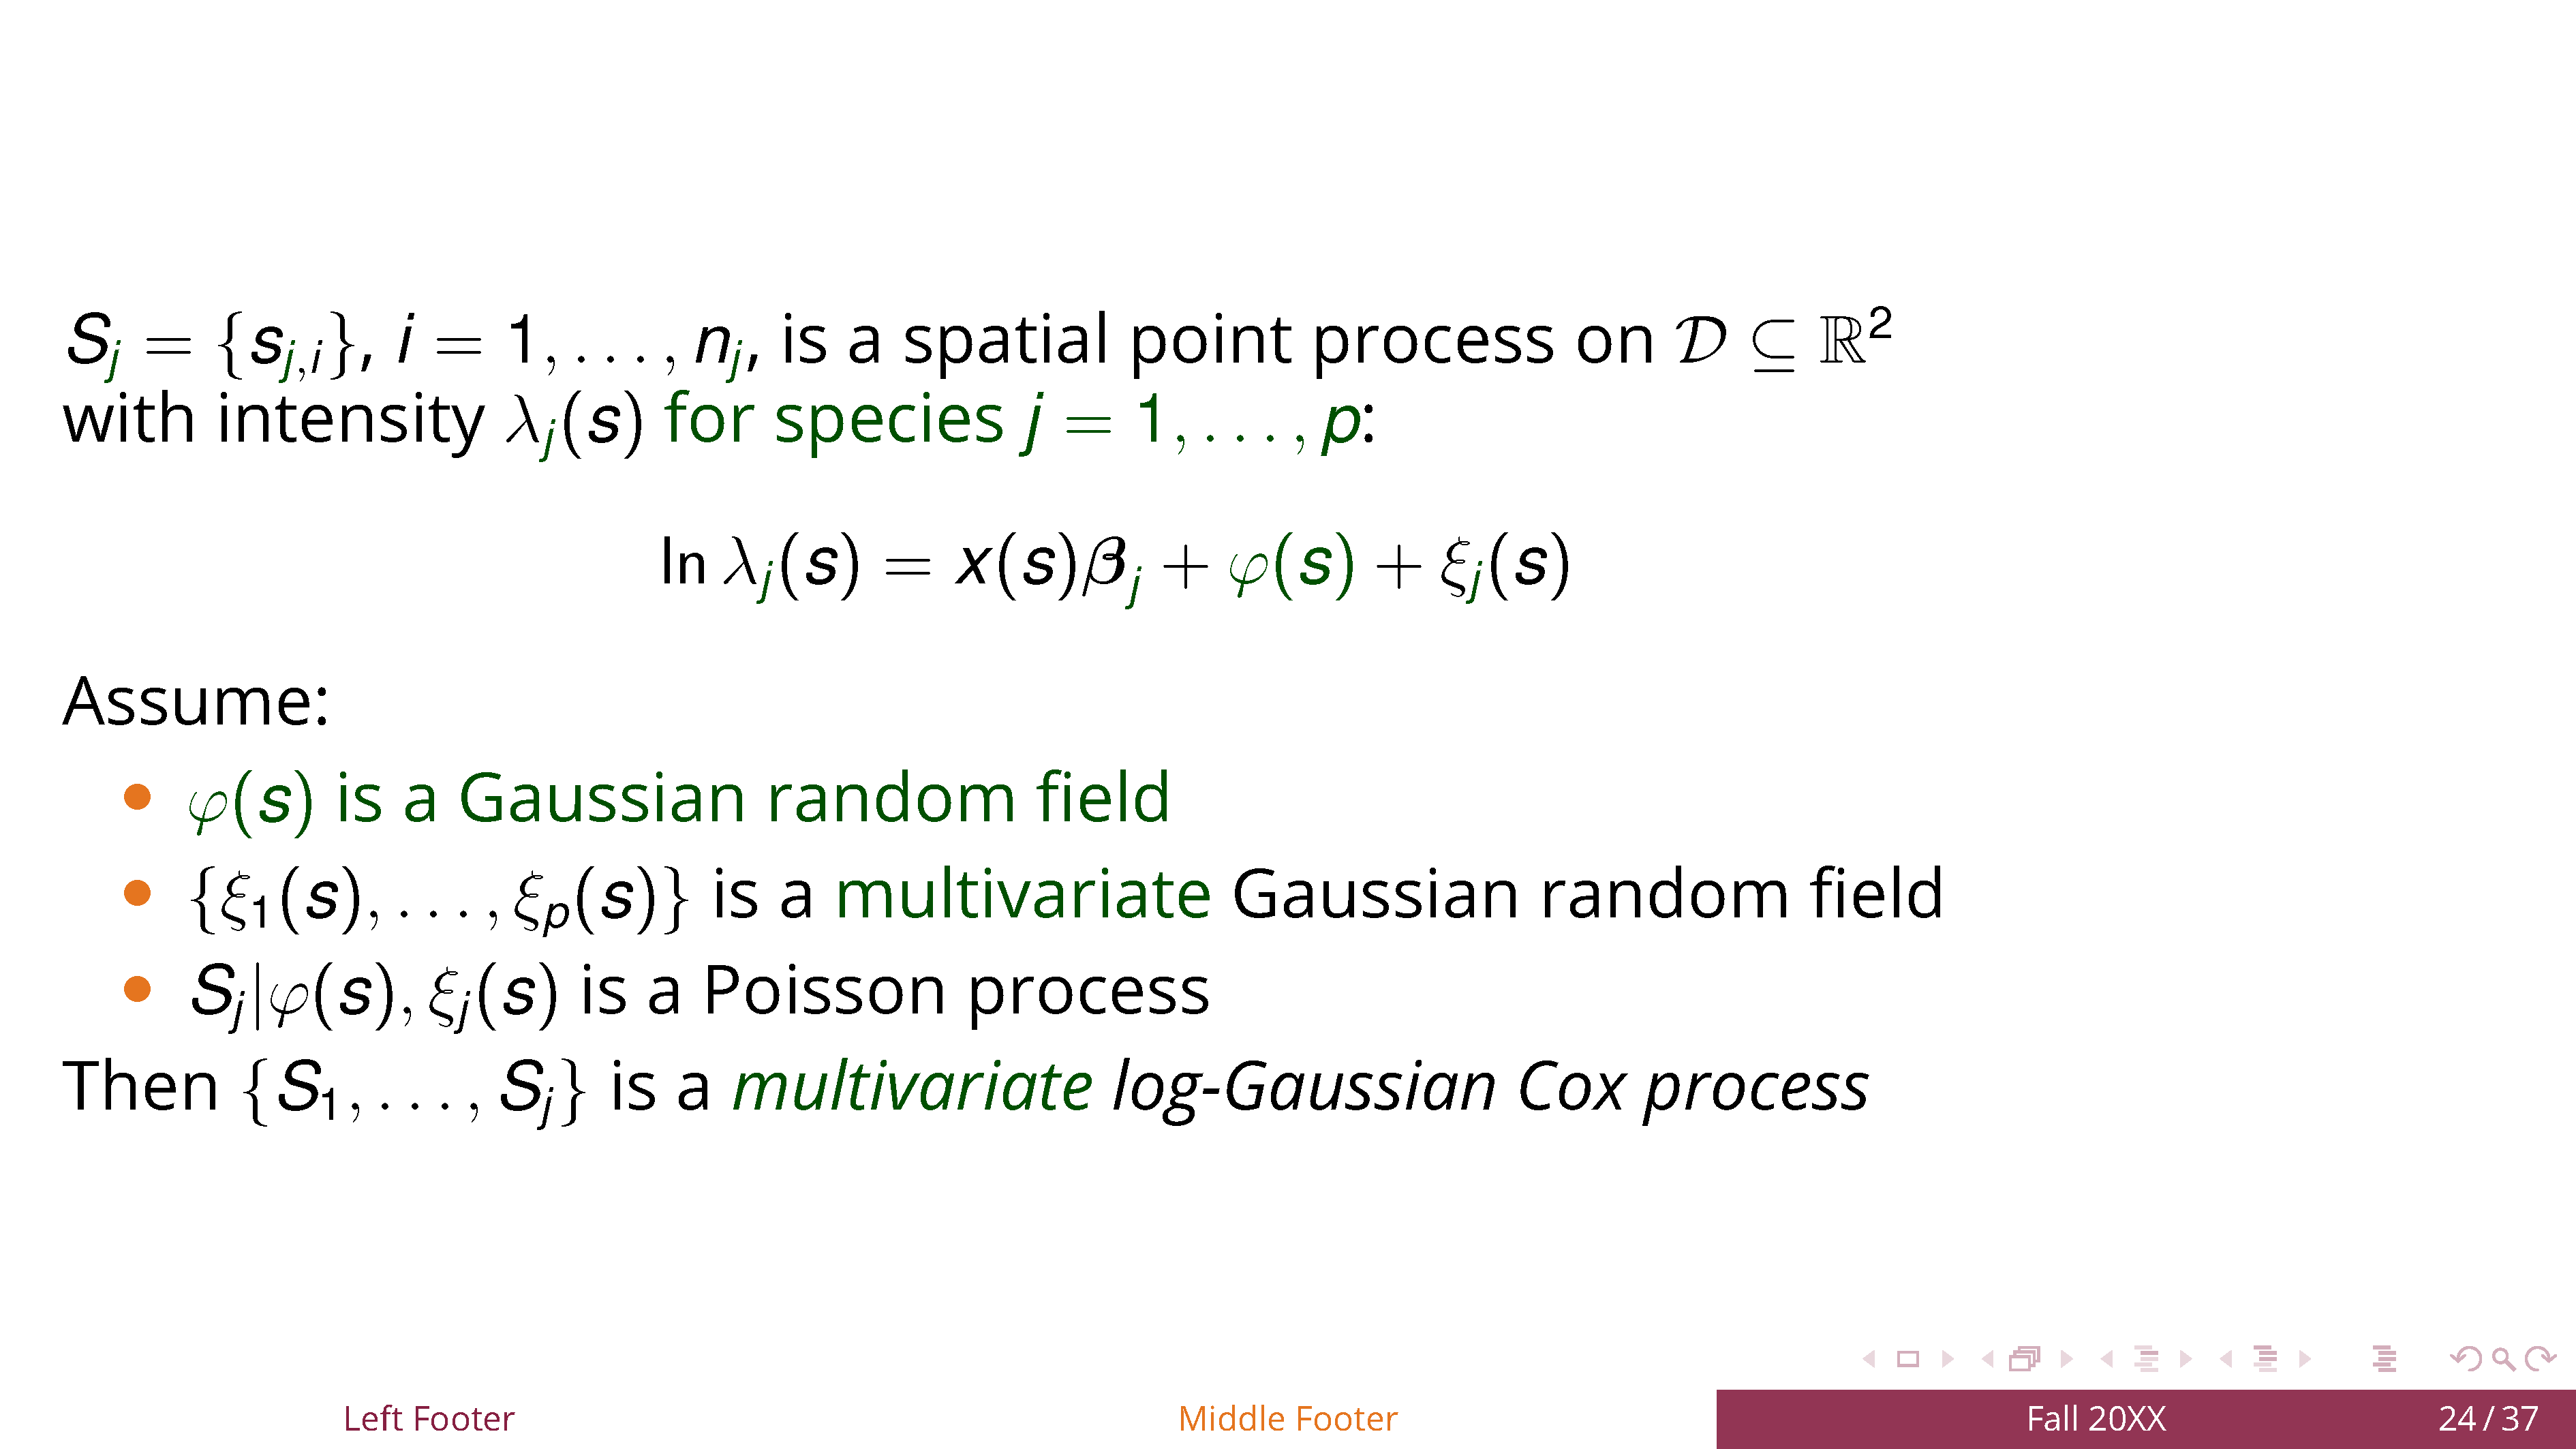 S_j = {s_{j,i}}, i = 1, . . . , n_j, is a spatial point process on 𝒟 ⊆ ℝ²
with intensity λ_j(s) for species j = 1, . . . , p:
ln λ_j(s) = x(s)β_j + φ(s) + ξ_j(s)
Assume:
• φ(s) is a Gaussian random field
• {ξ_1(s), . . . , ξ_p(s)} is a multivariate Gaussian random field
• S_j|φ(s), ξ_j(s) is a Poisson process
Then {S_1, . . . , S_j} is a multivariate log-Gaussian Cox process
Left Footer Middle Footer Fall 20XX 24 / 37